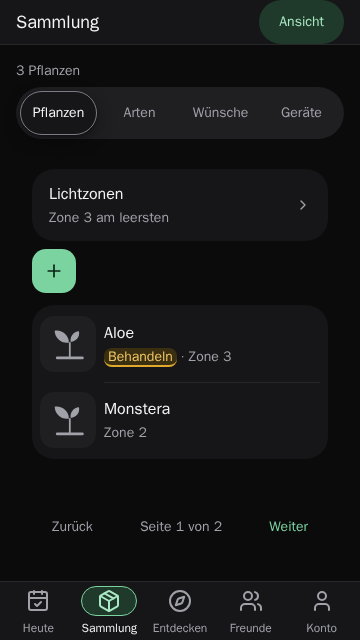 Sammlung
Ansicht
3 Pflanzen
Pflanzen
Arten
Wünsche
Geräte
Lichtzonen
Zone 3 am leersten
Aloe
Behandeln · Zone 3
Monstera
Zone 2
Zurück
Seite 1 von 2
Weiter
Heute
Sammlung
Entdecken
Freunde
Konto